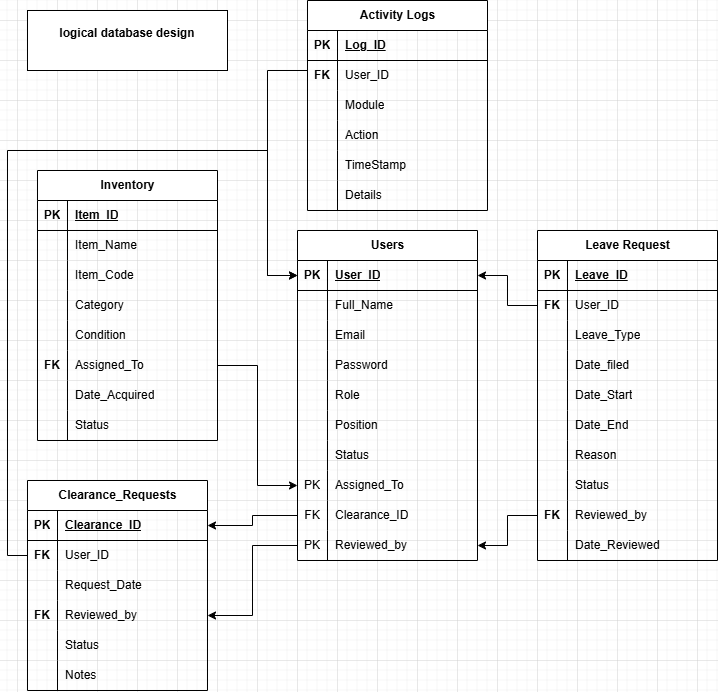 logical database design
Activity Logs
PK Log_ID
FK User_ID
Module
Action
TimeStamp
Details
Inventory
PK Item_ID
Item_Name
Item_Code
Category
Condition
FK Assigned_To
Date_Acquired
Status
Users
PK User_ID
Full_Name
Email
Password
Role
Position
Status
PK Assigned_To
FK Clearance_ID
PK Reviewed_by
Leave Request
PK Leave_ID
FK User_ID
Leave_Type
Date_filed
Date_Start
Date_End
Reason
Status
FK Reviewed_by
Date_Reviewed
Clearance_Requests
PK Clearance_ID
FK User_ID
Request_Date
FK Reviewed_by
Status
Notes